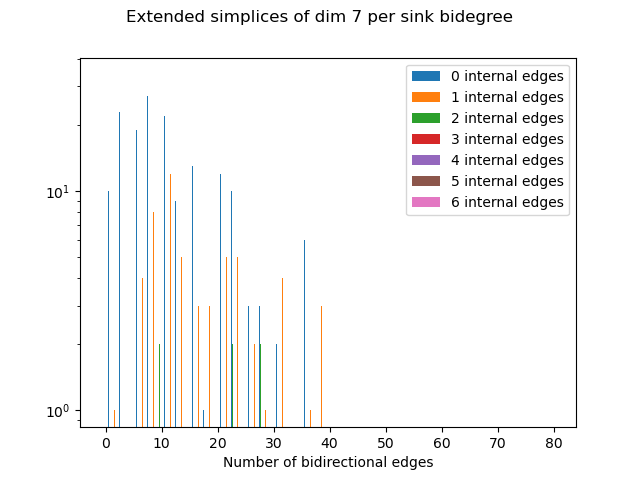 Extended simplices of dim 7 per sink bidegree
0 internal edges
1 internal edges
2 internal edges
3 internal edges
4 internal edges
5 internal edges
6 internal edges
10¹
10⁰
0 10 20 30 40 50 60 70 80
Number of bidirectional edges